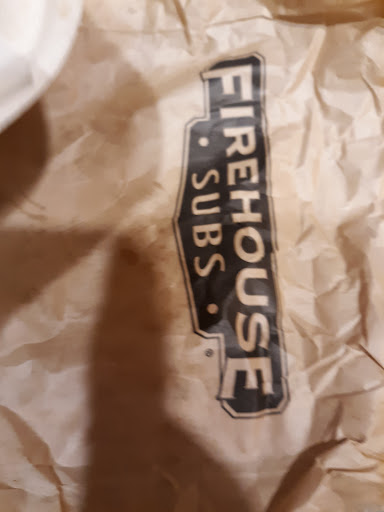 FIREHOUSE
• SUBS •
®